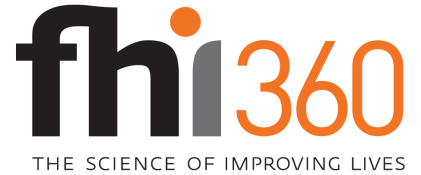 fhi360
THE SCIENCE OF IMPROVING LIVES